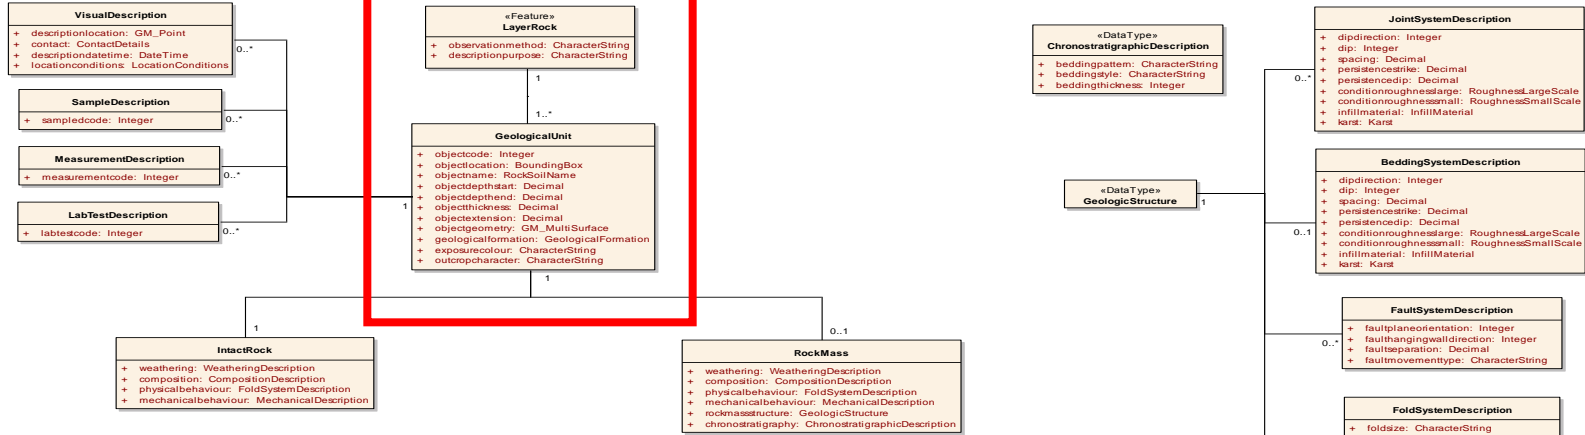 VisualDescription
+ descriptionlocation: GM_Point
+ contact: ContactDetails
+ descriptiondatetime: DateTime
+ locationconditions: LocationConditions
0..*
SampleDescription
+ sampledcode: Integer
0..*
MeasurementDescription
+ measurementcode: Integer
0..*
LabTestDescription
+ labtestcode: Integer
0..*
«Feature»
LayerRock
+ observationmethod: CharacterString
+ descriptionpurpose: CharacterString
1
1..*
GeologicalUnit
+ objectcode: Integer
+ objectlocation: BoundingBox
+ objectname: RockSoilName
+ objectdepthstart: Decimal
+ objectdepthend: Decimal
+ objectthickness: Decimal
+ objectextension: Decimal
+ objectgeometry: GM_MultiSurface
+ geologicalformation: GeologicalFormation
+ exposurecolour: CharacterString
+ outcropcharacter: CharacterString
1
1
1
IntactRock
+ weathering: WeatheringDescription
+ composition: CompositionDescription
+ physicalbehaviour: FoldSystemDescription
+ mechanicalbehaviour: MechanicalDescription
0..1
RockMass
+ weathering: WeatheringDescription
+ composition: CompositionDescription
+ physicalbehaviour: FoldSystemDescription
+ mechanicalbehaviour: MechanicalDescription
+ rockmassstructure: GeologicStructure
+ chronostratigraphy: ChronostratigraphicDescription
«DataType»
ChronostratigraphicDescription
+ beddingpattern: CharacterString
+ beddingstyle: CharacterString
+ beddingthickness: Integer
«DataType»
GeologicStructure
1
JointSystemDescription
+ dipdirection: Integer
+ dip: Integer
+ spacing: Decimal
+ persistencestrike: Decimal
+ persistencedip: Decimal
+ conditionroughnesslarge: RoughnessLargeScale
+ conditionroughnesssmall: RoughnessSmallScale
+ infillmaterial: InfillMaterial
+ karst: Karst
0..*
BeddingSystemDescription
+ dipdirection: Integer
+ dip: Integer
+ spacing: Decimal
+ persistencestrike: Decimal
+ persistencedip: Decimal
+ conditionroughnesslarge: RoughnessLargeScale
+ conditionroughnesssmall: RoughnessSmallScale
+ infillmaterial: InfillMaterial
+ karst: Karst
0..1
FaultSystemDescription
+ faultplaneorientation: Integer
+ faulthangingwalldirection: Integer
+ faultseparation: Decimal
+ faultmovementtype: CharacterString
0..*
FoldSystemDescription
+ foldsize: CharacterString